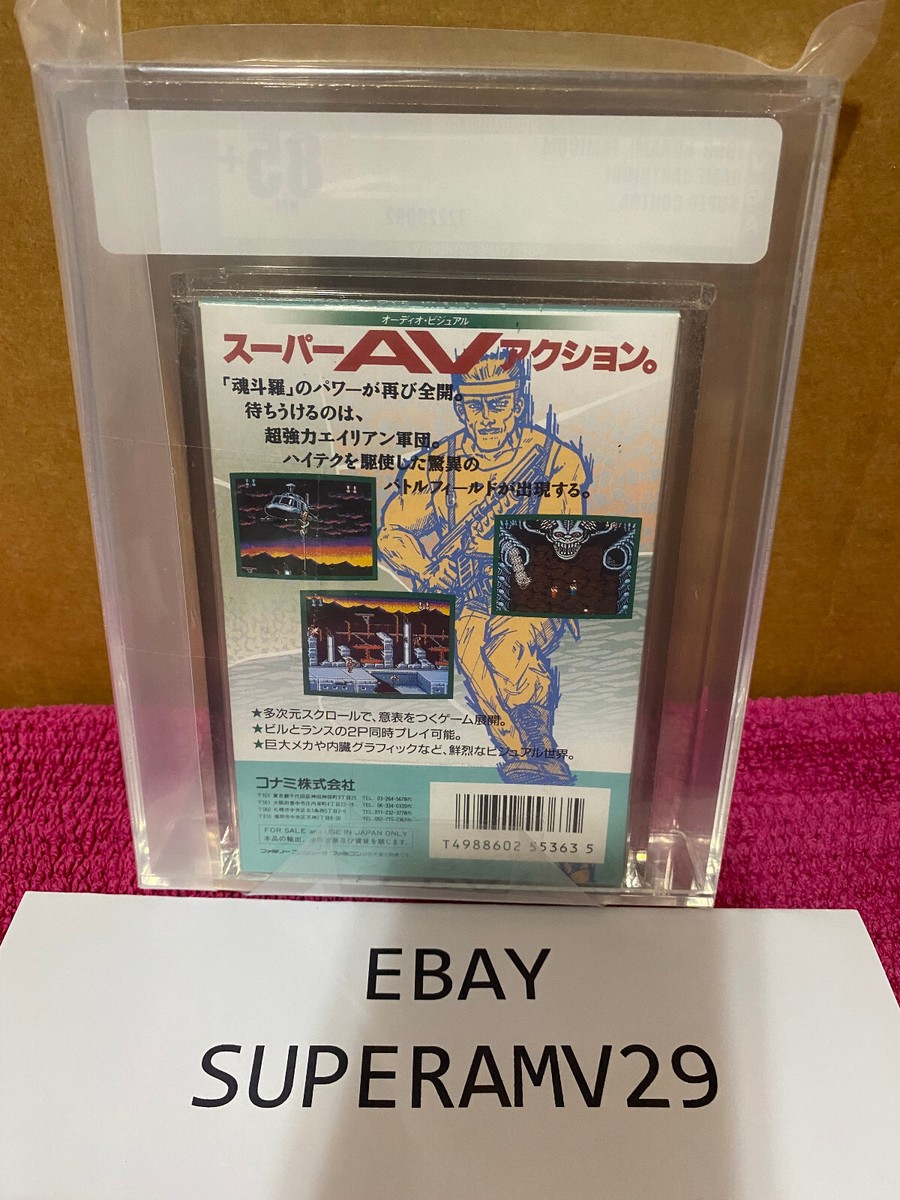 85+
NM
SUPER CONTRA
オーディオ・ビジュアル
スーパーAVアクション。
「魂斗羅」のパワーが再び全開。
待ちうけるのは、
超強力エイリアン軍団。
ハイテクを駆使した驚異の
バトルフィールドが出現する。
★多次元スクロールで、意表をつくゲーム展開。
★ビルとランスの2P同時プレイ可能。
★巨大メカや内臓グラフィックなど、鮮烈なビジュアル世界。
コナミ株式会社
FOR SALE and USE IN JAPAN ONLY
T4988602 55363 5
EBAY
SUPERAMV29